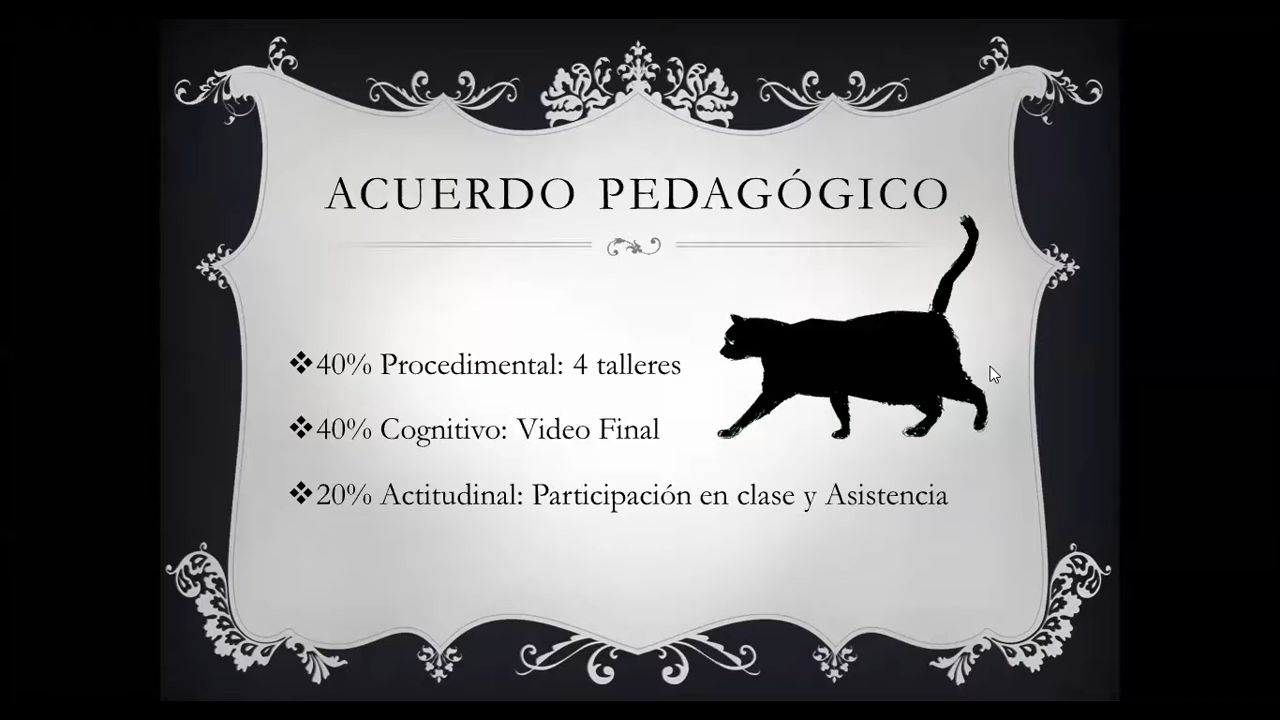 ACUERDO PEDAGÓGICO
❖40% Procedimental: 4 talleres
❖40% Cognitivo: Video Final
❖20% Actitudinal: Participación en clase y Asistencia